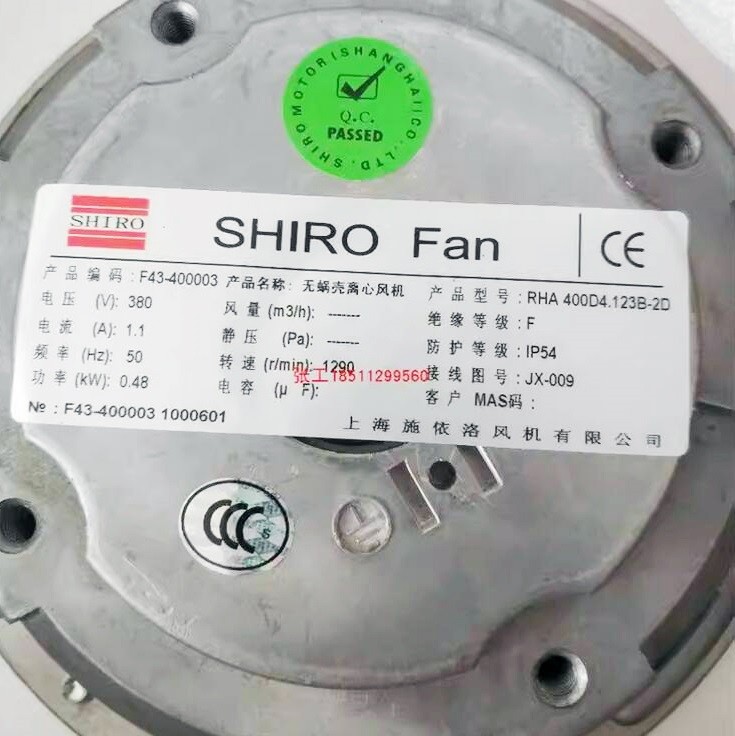 SHIRO MOTOR (SHANGHAI) CO.,LTD.
Q.C.
PASSED
SHIRO
SHIRO Fan
CE
产品编码：F43-400003 产品名称：无蜗壳离心风机 产品型号：RHA 400D4.123B-2D
电压 (V): 380 风量 (m3/h): ------- 绝缘等级：F
电流 (A): 1.1 静压 (Pa): ------- 防护等级：IP54
频率 (Hz): 50 转速 (r/min): 1290 接线图号：JX-009
功率 (kW): 0.48 电容 (μF): 客户 MAS码：
张工18511299560
№：F43-400003 1000601 上海施依洛风机有限公司
CCC
S